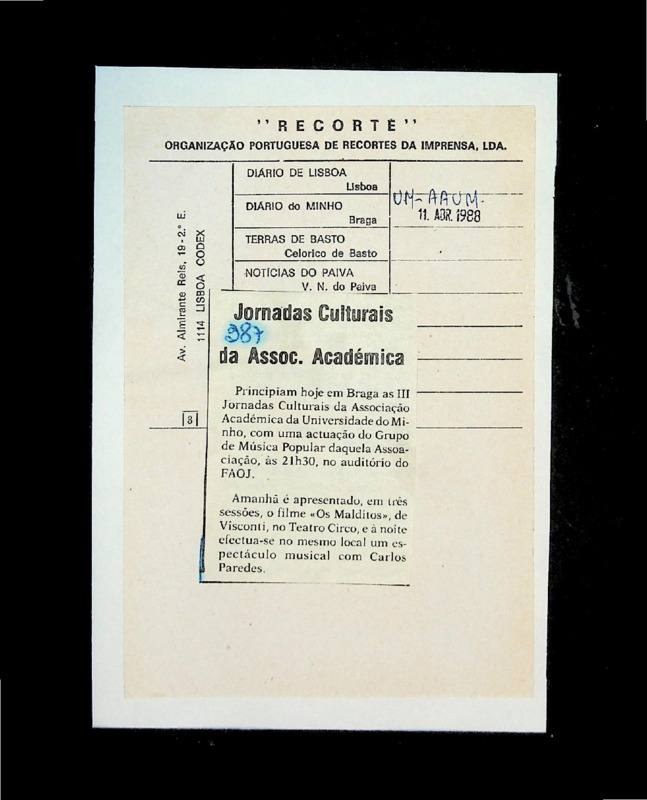 "RECORTE"
ORGANIZAÇÃO PORTUGUESA DE RECORTES DA IMPRENSA, LDA.
Av. Almirante Reis, 19-2.º E.
1114 LISBOA CODEX
DIÁRIO DE LISBOA
Lisboa
DIÁRIO do MINHO
Braga
TERRAS DE BASTO
Celorico de Basto
NOTÍCIAS DO PAIVA
V. N. do Paiva
UM-AAUM-
11. ABR. 1988
8
Jornadas Culturais
387
da Assoc. Académica
Principiam hoje em Braga as III
Jornadas Culturais da Associação
Académica da Universidade do Mi-
nho, com uma actuação do Grupo
de Música Popular daquela Assoa-
ciação, às 21h30, no auditório do
FAOJ.
Amanhã é apresentado, em três
sessões, o filme «Os Malditos», de
Visconti, no Teatro Circo, e à noite
efectua-se no mesmo local um es-
pectáculo musical com Carlos
Paredes.